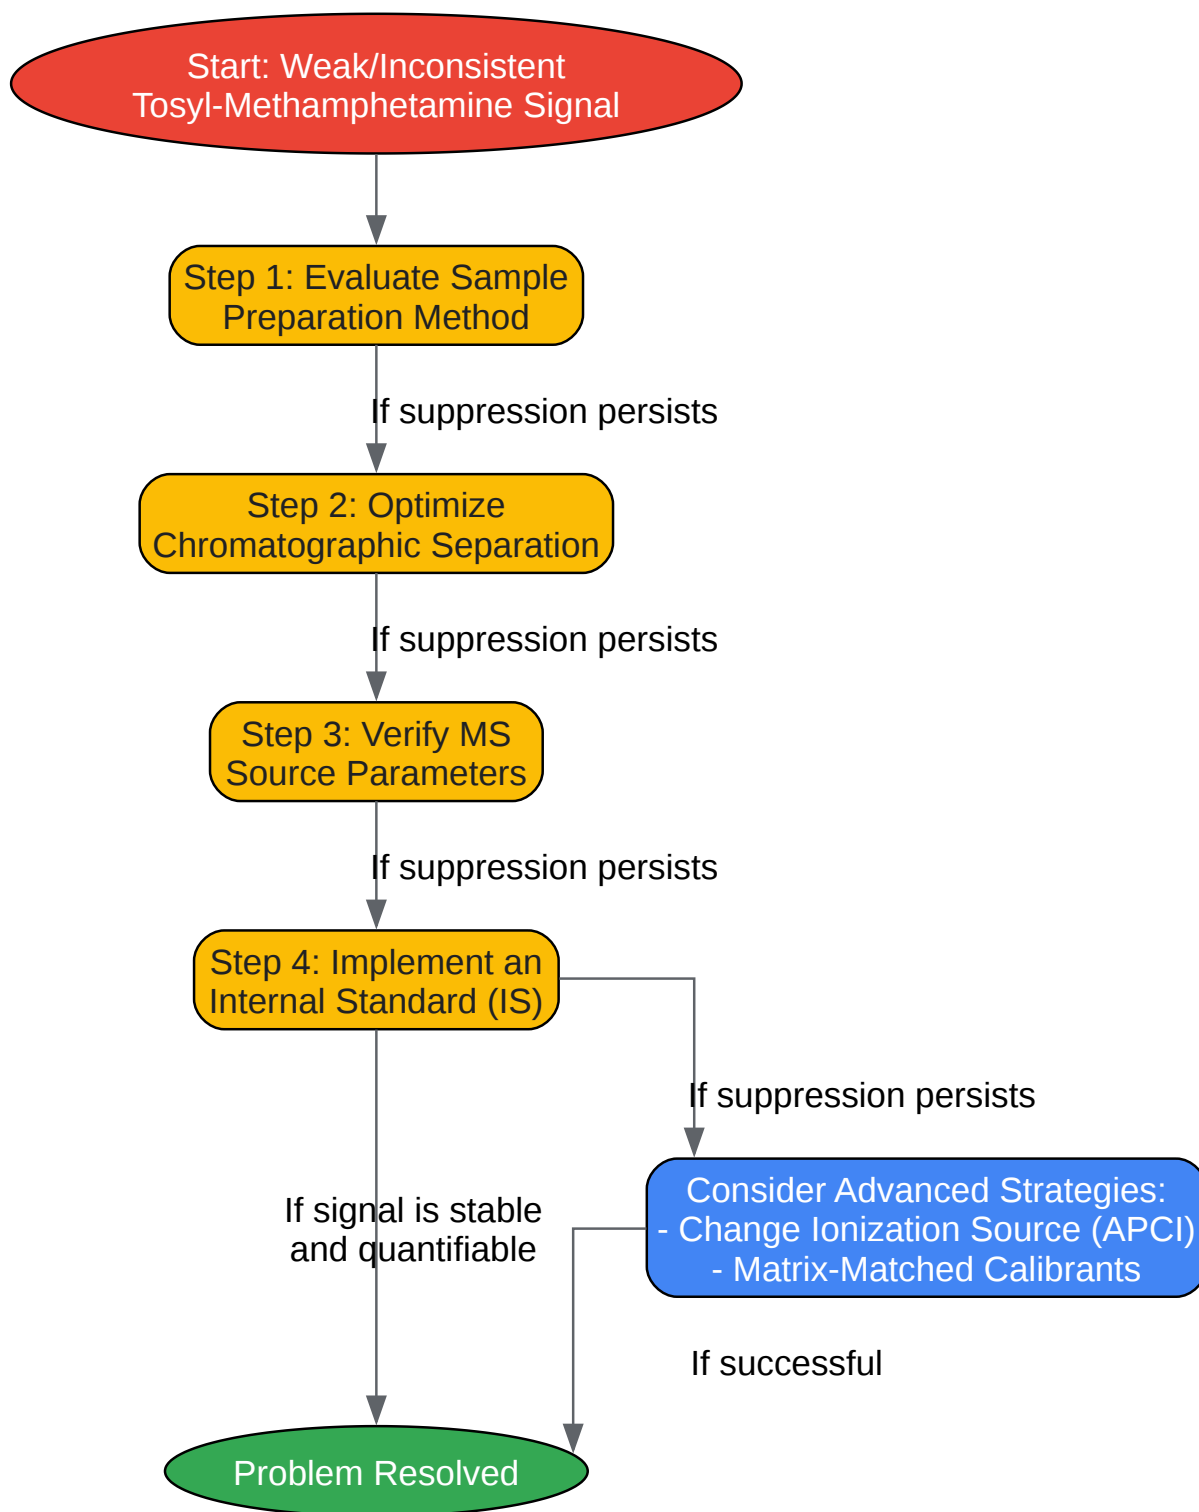 Start: Weak/Inconsistent
Tosyl-Methamphetamine Signal
Step 1: Evaluate Sample
Preparation Method
If suppression persists
Step 2: Optimize
Chromatographic Separation
If suppression persists
Step 3: Verify MS
Source Parameters
If suppression persists
Step 4: Implement an
Internal Standard (IS)
If suppression persists
If signal is stable
and quantifiable
Consider Advanced Strategies:
- Change Ionization Source (APCI)
- Matrix-Matched Calibrants
If successful
Problem Resolved